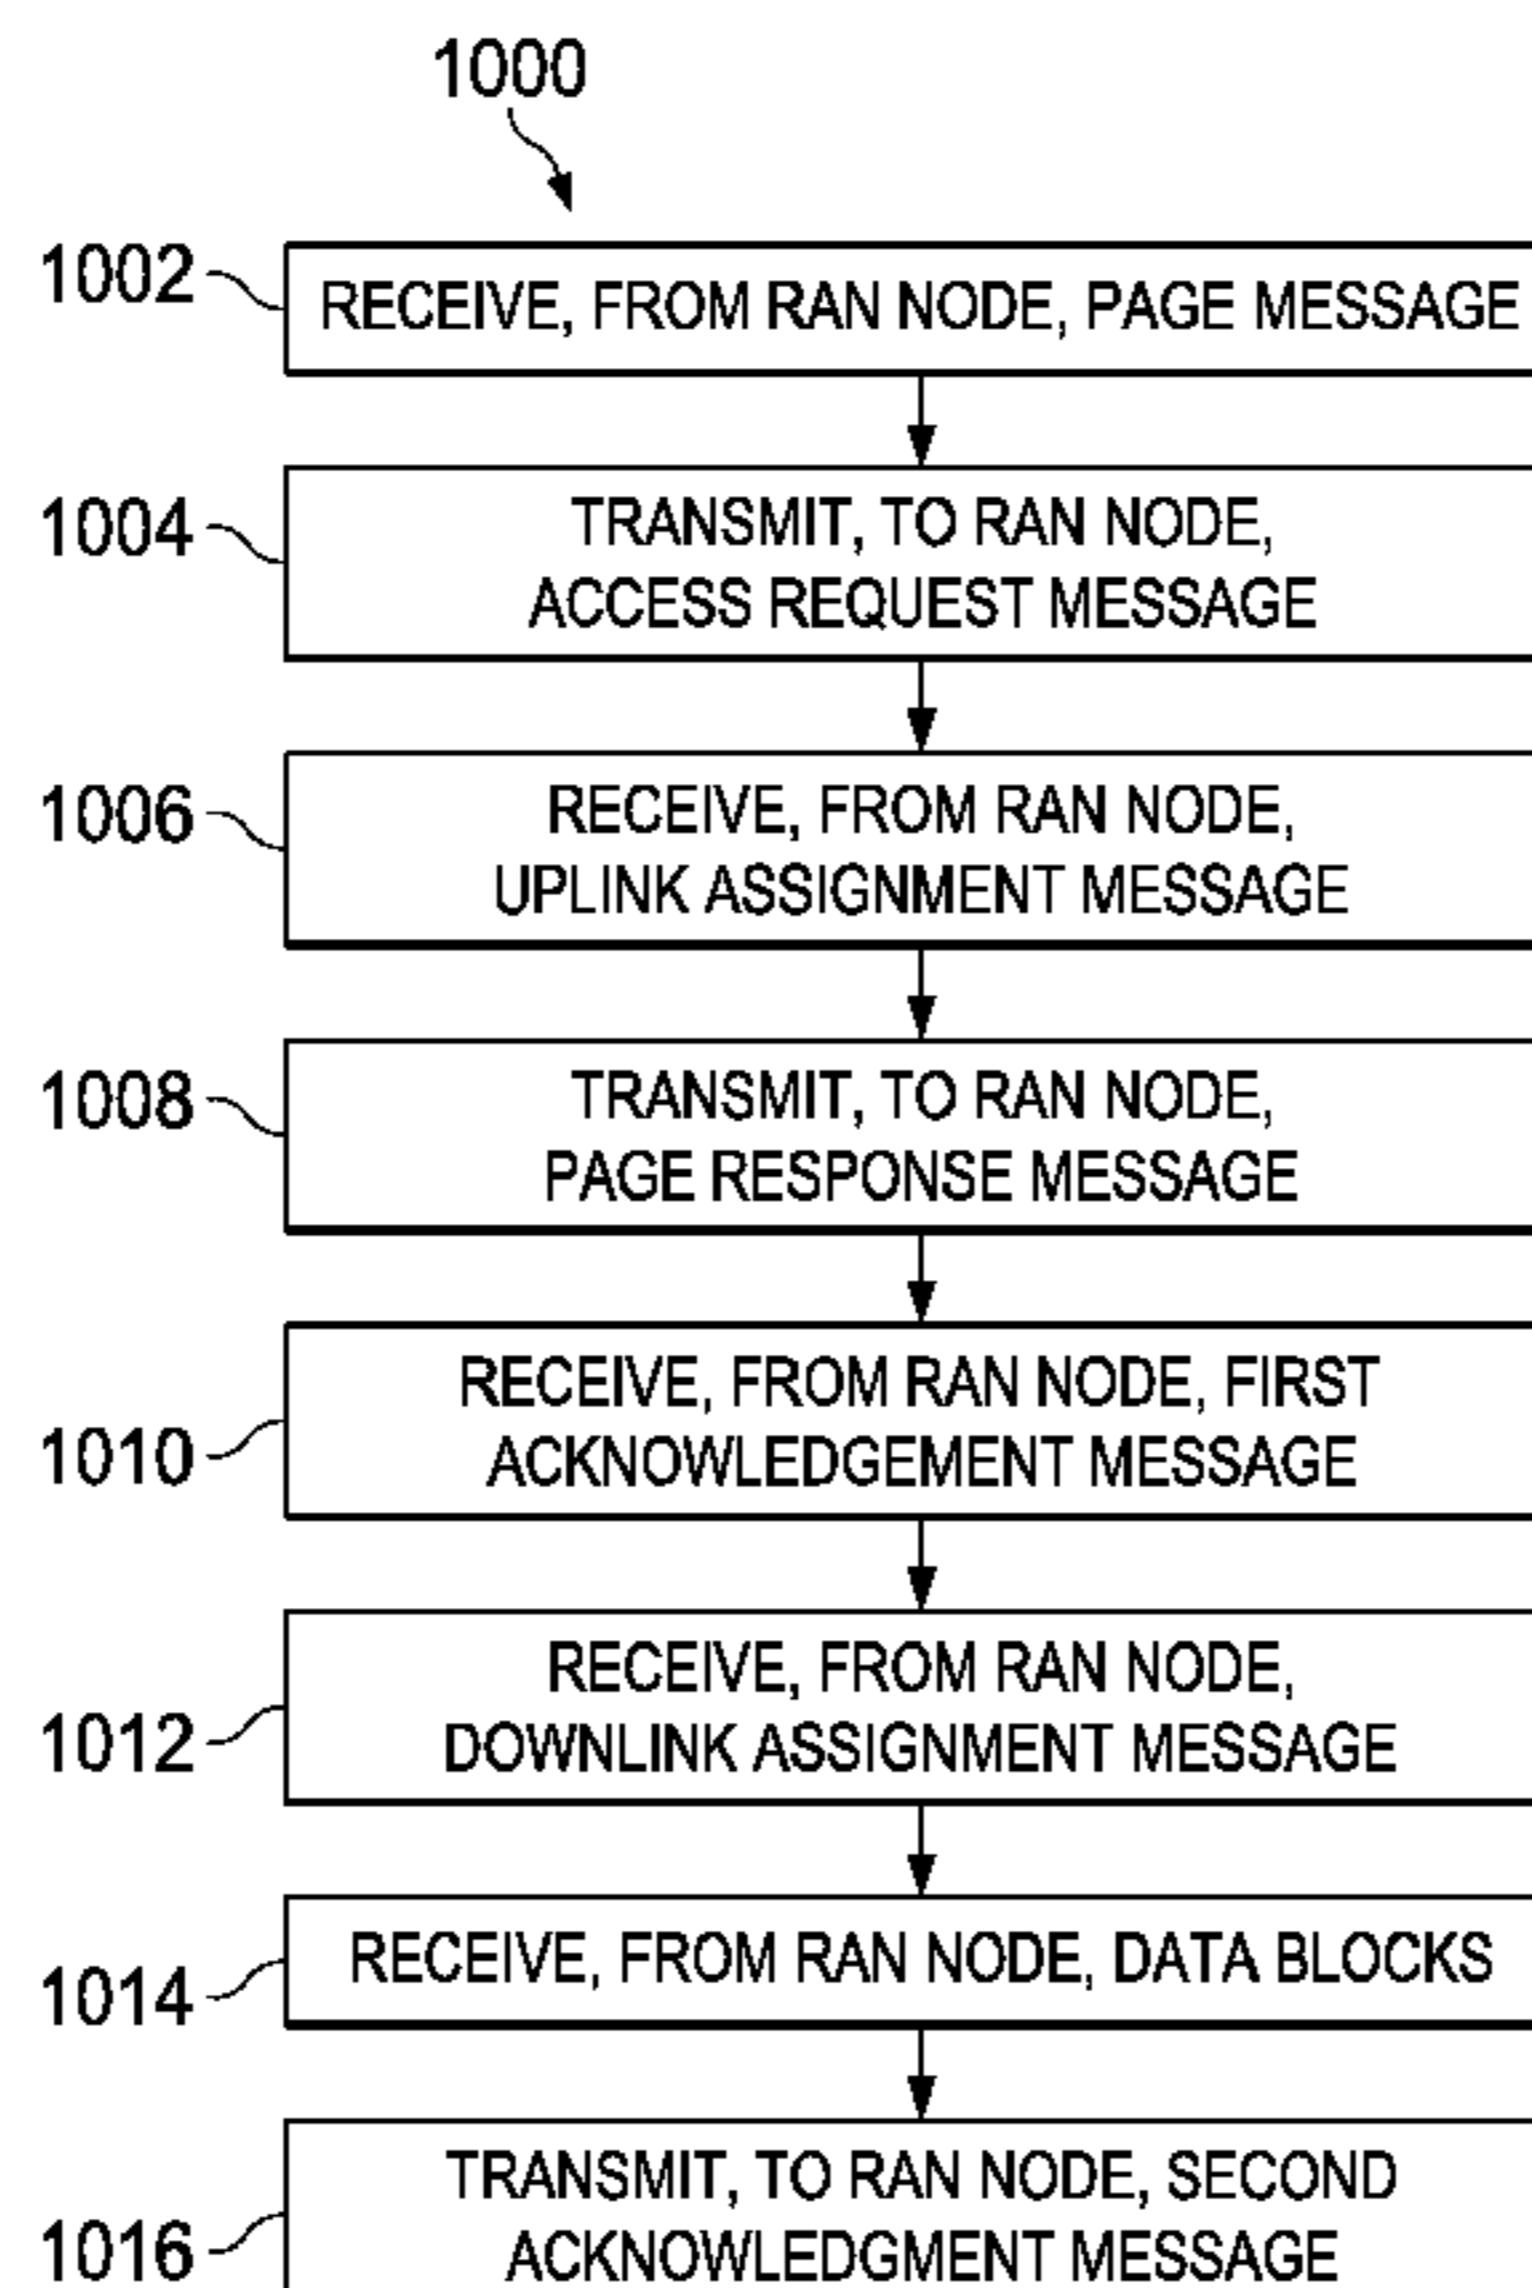 1000
1002
RECEIVE, FROM RAN NODE, PAGE MESSAGE
1004
TRANSMIT, TO RAN NODE,
ACCESS REQUEST MESSAGE
1006
RECEIVE, FROM RAN NODE,
UPLINK ASSIGNMENT MESSAGE
1008
TRANSMIT, TO RAN NODE,
PAGE RESPONSE MESSAGE
1010
RECEIVE, FROM RAN NODE, FIRST
ACKNOWLEDGEMENT MESSAGE
1012
RECEIVE, FROM RAN NODE,
DOWNLINK ASSIGNMENT MESSAGE
1014
RECEIVE, FROM RAN NODE, DATA BLOCKS
1016
TRANSMIT, TO RAN NODE, SECOND
ACKNOWLEDGMENT MESSAGE